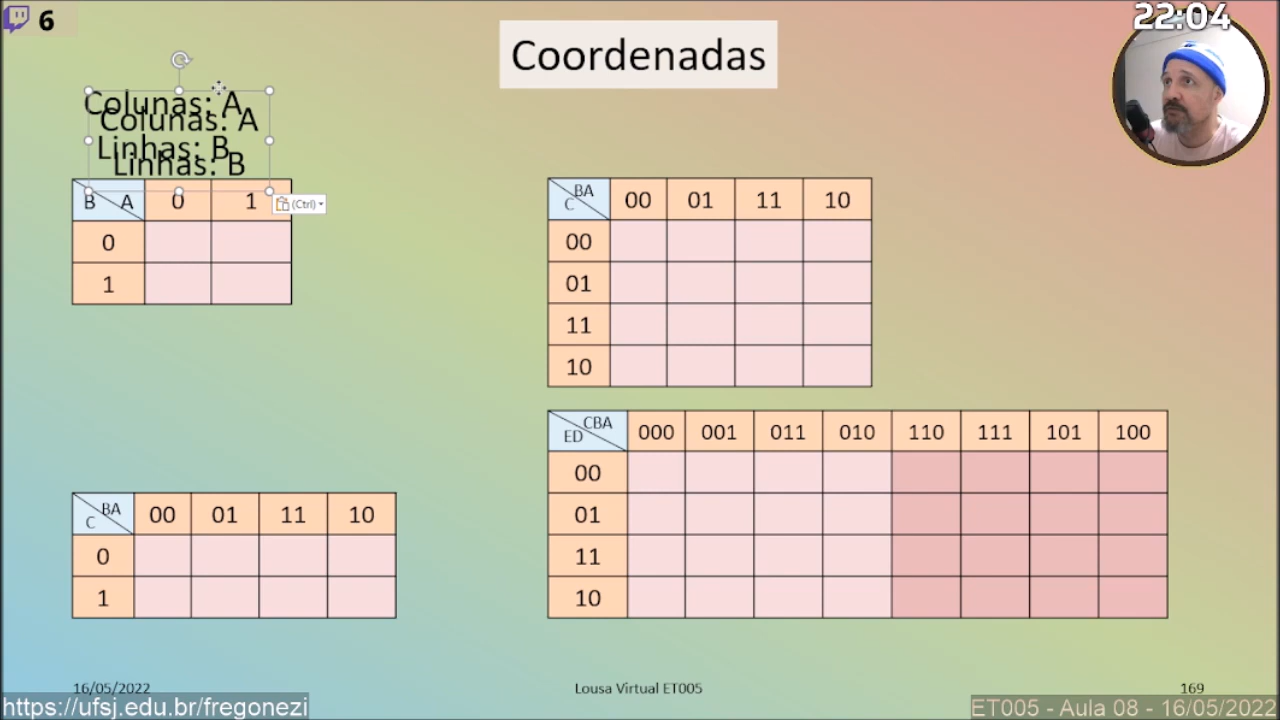 6
22:04
Coordenadas
Colunas: A
Colunas: A
Linhas: B
Linhas: B
B A 0 1
0
1
(Ctrl)
BA
C 00 01 11 10
00
01
11
10
CBA
ED 000 001 011 010 110 111 101 100
00
01
11
10
BA
C 00 01 11 10
0
1
16/05/2022
Lousa Virtual ET005
169
https://ufsj.edu.br/fregonezi
ET005 - Aula 08 - 16/05/2022